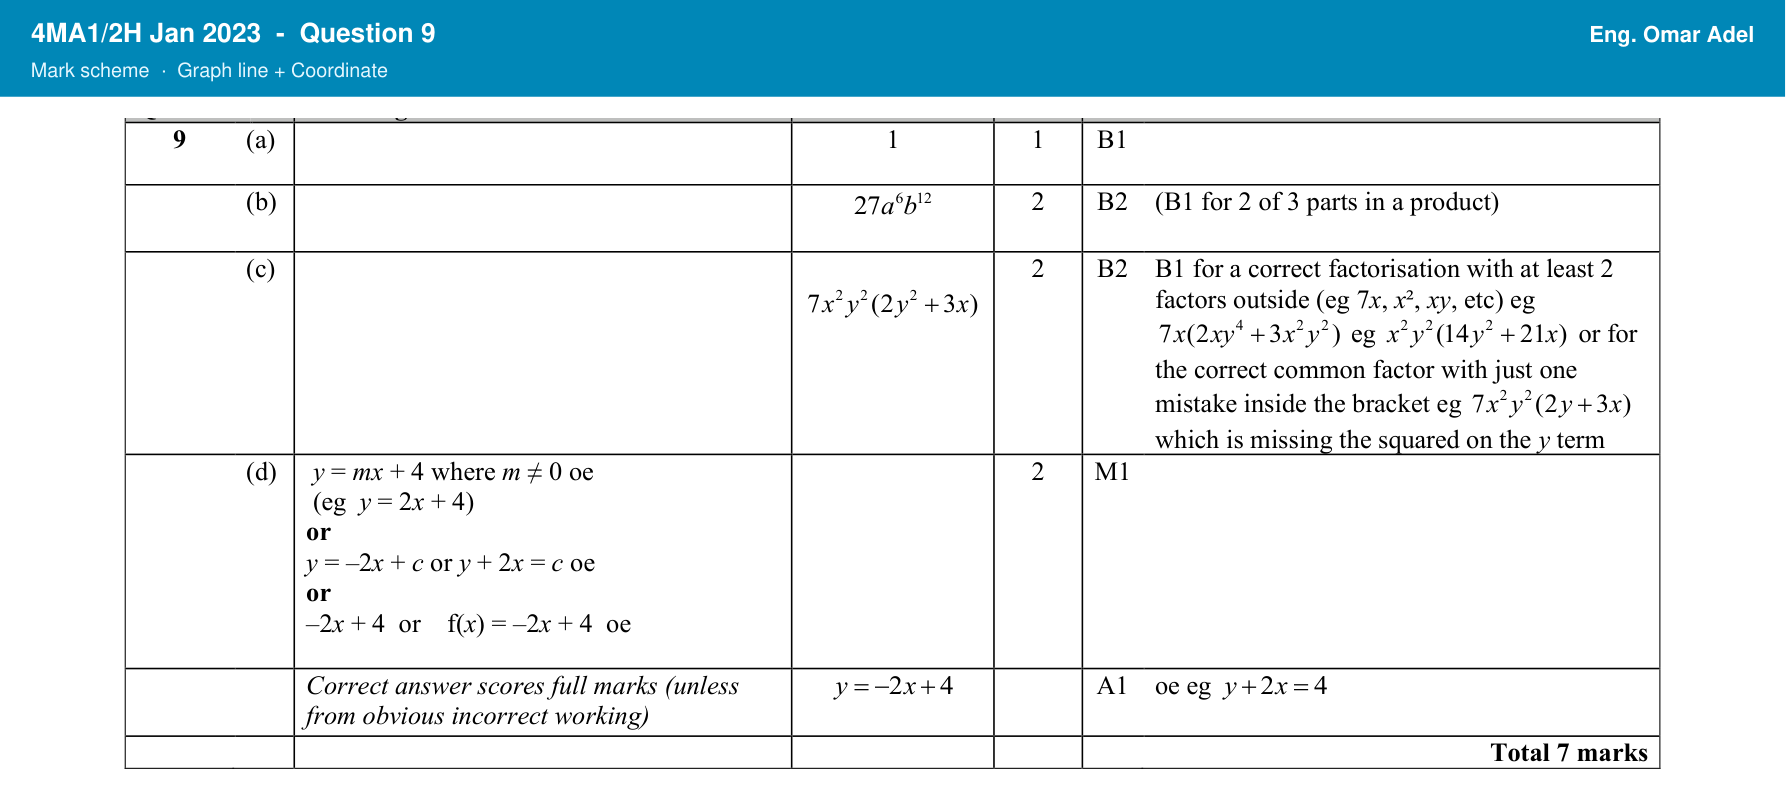 4MA1/2H Jan 2023 - Question 9
Eng. Omar Adel
Mark scheme · Graph line + Coordinate
9 (a) 1 1 B1
(b) 27a⁶b¹² 2 B2 (B1 for 2 of 3 parts in a product)
(c) 2 B2 B1 for a correct factorisation with at least 2
factors outside (eg 7x, x², xy, etc) eg
7x²y²(2y² + 3x)
7x(2xy⁴ + 3x²y²) eg x²y²(14y² + 21x) or for
the correct common factor with just one
mistake inside the bracket eg 7x²y²(2y + 3x)
which is missing the squared on the y term
(d) y = mx + 4 where m ≠ 0 oe 2 M1
(eg y = 2x + 4)
or
y = –2x + c or y + 2x = c oe
or
–2x + 4 or f(x) = –2x + 4 oe
Correct answer scores full marks (unless y = –2x + 4 A1 oe eg y + 2x = 4
from obvious incorrect working)
Total 7 marks